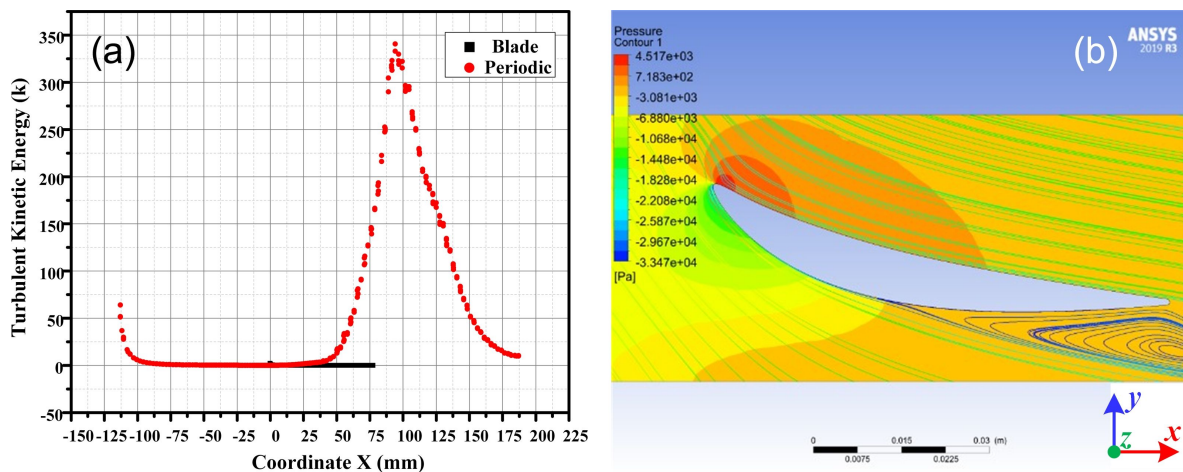 (a)
Blade
Periodic
Turbulent Kinetic Energy (k)
350
300
250
200
150
100
50
0
-50
-150 -125 -100 -75 -50 -25 0 25 50 75 100 125 150 175 200 225
Coordinate X (mm)
Pressure
Contour 1
4.517e+03
7.183e+02
-3.081e+03
-6.880e+03
-1.068e+04
-1.448e+04
-1.828e+04
-2.208e+04
-2.587e+04
-2.967e+04
-3.347e+04
[Pa]
(b)
ANSYS
2019 R3
0 0.015 0.03 (m)
0.0075 0.0225
y
z
x